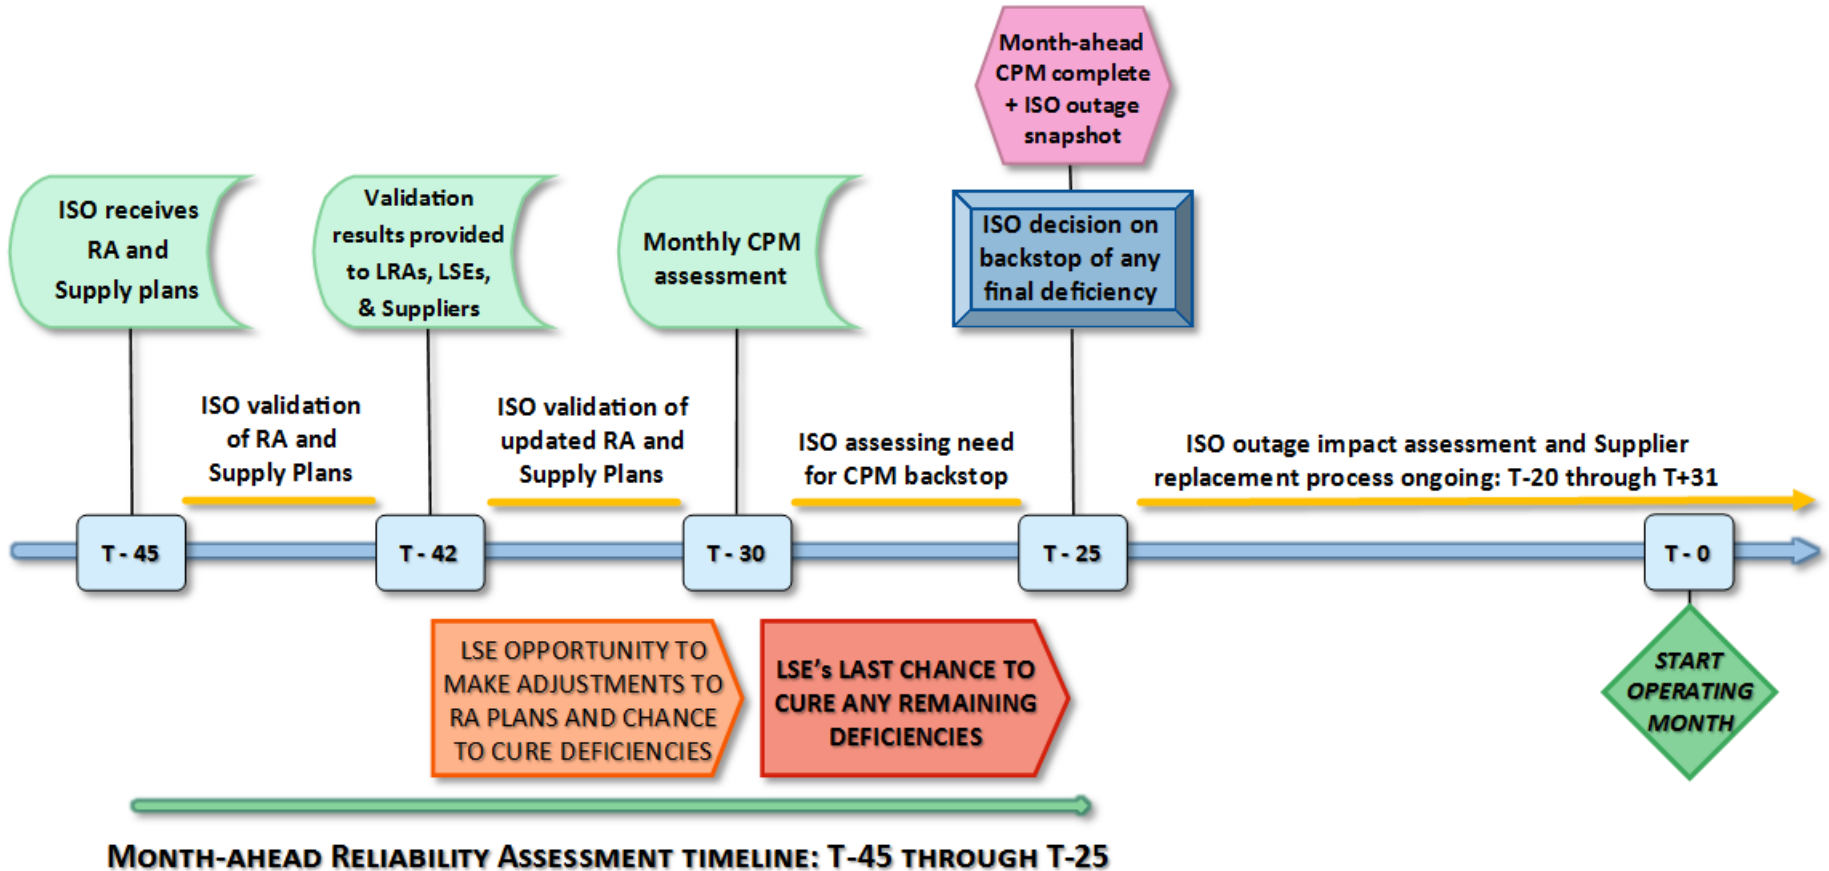 Month-ahead
CPM complete
+ ISO outage
snapshot
ISO receives
RA and
Supply plans
Validation
results provided
to LRAs, LSEs,
& Suppliers
Monthly CPM
assessment
ISO decision on
backstop of any
final deficiency
ISO validation
of RA and
Supply Plans
ISO validation of
updated RA and
Supply Plans
ISO assessing need
for CPM backstop
ISO outage impact assessment and Supplier
replacement process ongoing: T-20 through T+31
T - 45
T - 42
T - 30
T - 25
T - 0
LSE OPPORTUNITY TO
MAKE ADJUSTMENTS TO
RA PLANS AND CHANCE
TO CURE DEFICIENCIES
LSE's LAST CHANCE TO
CURE ANY REMAINING
DEFICIENCIES
START
OPERATING
MONTH
MONTH-AHEAD RELIABILITY ASSESSMENT TIMELINE: T-45 THROUGH T-25